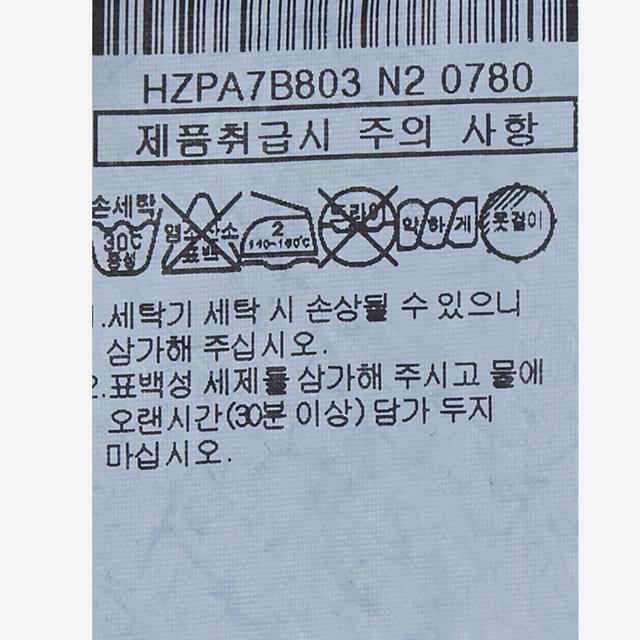 HZPA7B803 N2 0780
제품취급시 주의 사항
손세탁 30℃ 중성
염소산소 표백
2 140~160℃
드라이
약하게
옷걸이
1.세탁기 세탁 시 손상될 수 있으니
삼가해 주십시오.
2.표백성 세제를 삼가해 주시고 물에
오랜시간(30분 이상) 담가 두지
마십시오.